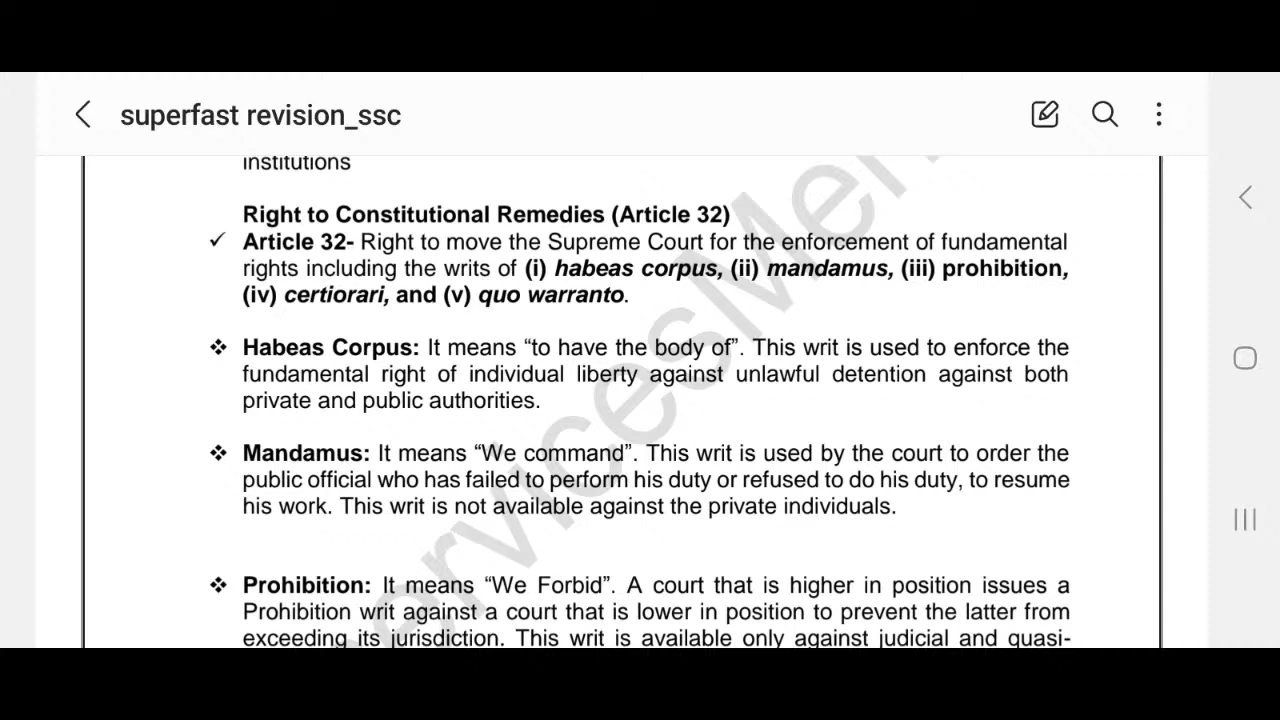 superfast revision_ssc
institutions
Right to Constitutional Remedies (Article 32)
✓ Article 32- Right to move the Supreme Court for the enforcement of fundamental
rights including the writs of (i) habeas corpus, (ii) mandamus, (iii) prohibition,
(iv) certiorari, and (v) quo warranto.
❖ Habeas Corpus: It means “to have the body of”. This writ is used to enforce the
fundamental right of individual liberty against unlawful detention against both
private and public authorities.
❖ Mandamus: It means “We command”. This writ is used by the court to order the
public official who has failed to perform his duty or refused to do his duty, to resume
his work. This writ is not available against the private individuals.
❖ Prohibition: It means “We Forbid”. A court that is higher in position issues a
Prohibition writ against a court that is lower in position to prevent the latter from
exceeding its jurisdiction. This writ is available only against judicial and quasi-